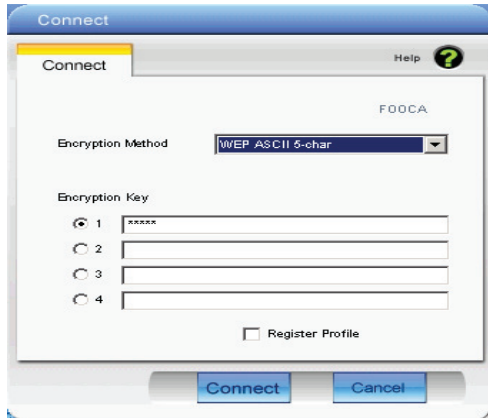 Connect
Connect
Help ?
FOOCA
Encryption Method WEP ASCII 5-char
Encryption Key
1 *****
2
3
4
Register Profile
Connect Cancel